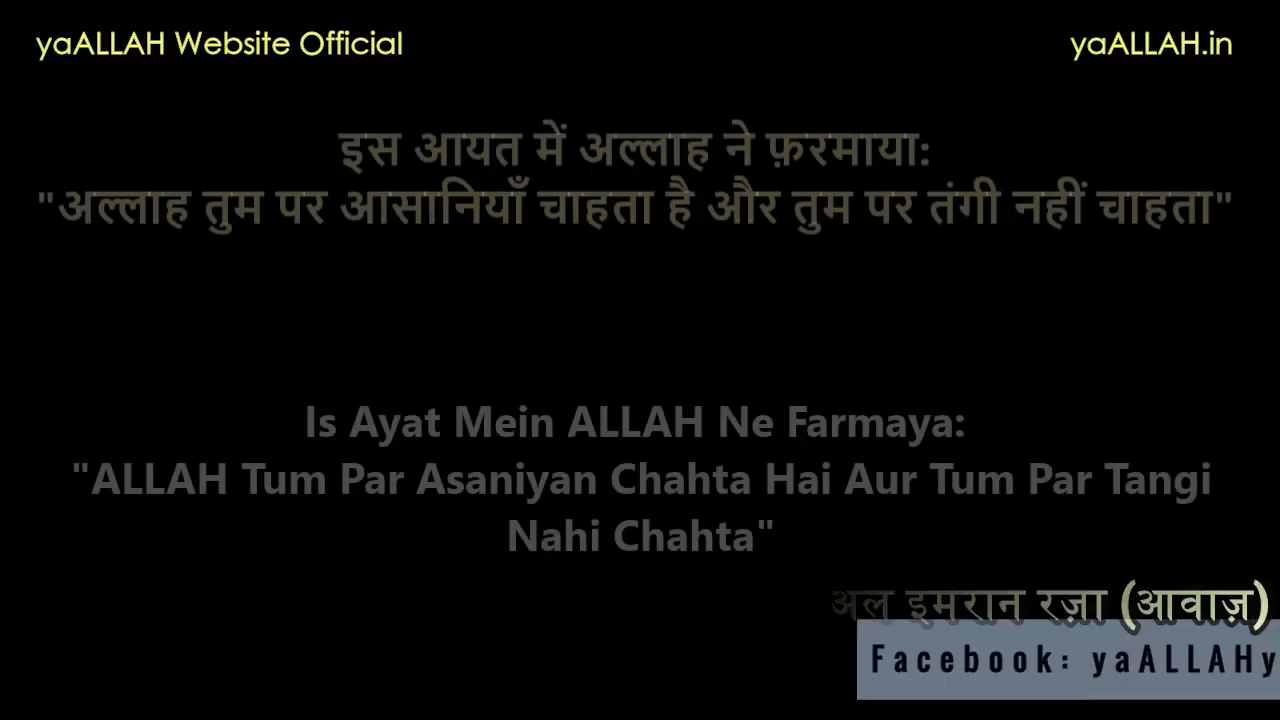 yaALLAH Website Official
yaALLAH.in
इस आयत में अल्लाह ने फ़रमाया:
"अल्लाह तुम पर आसानियाँ चाहता है और तुम पर तंगी नहीं चाहता"
Is Ayat Mein ALLAH Ne Farmaya:
"ALLAH Tum Par Asaniyan Chahta Hai Aur Tum Par Tangi
Nahi Chahta"
अल इमरान रज़ा (आवाज़)
Facebook: yaALLAHy